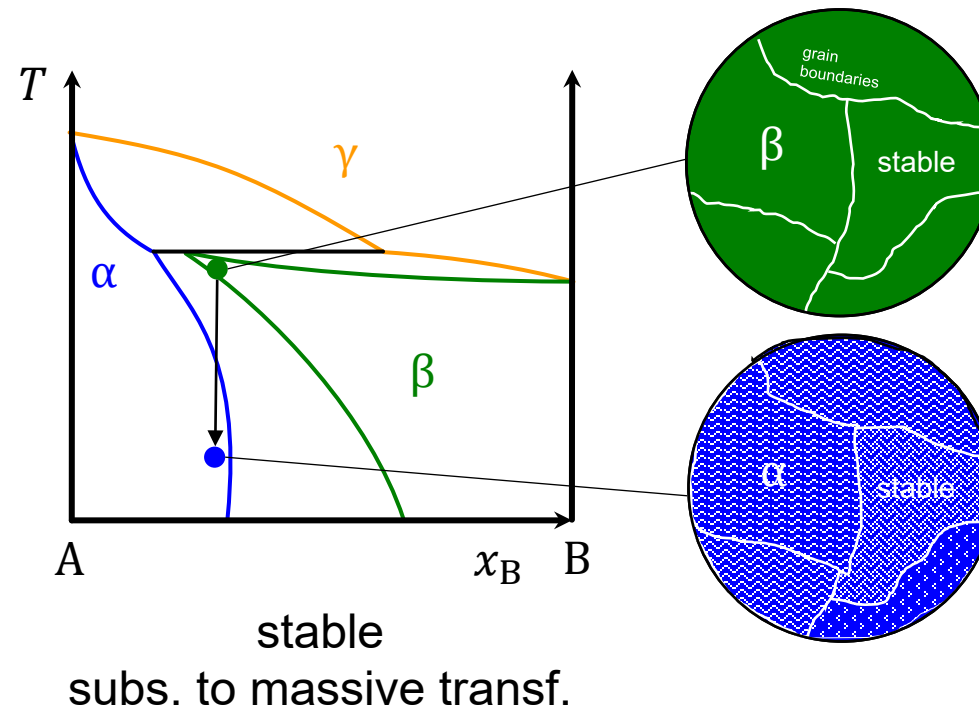 T
γ
α
β
A
x_B
B
grain
boundaries
β
stable
α
stable
stable
subs. to massive transf.